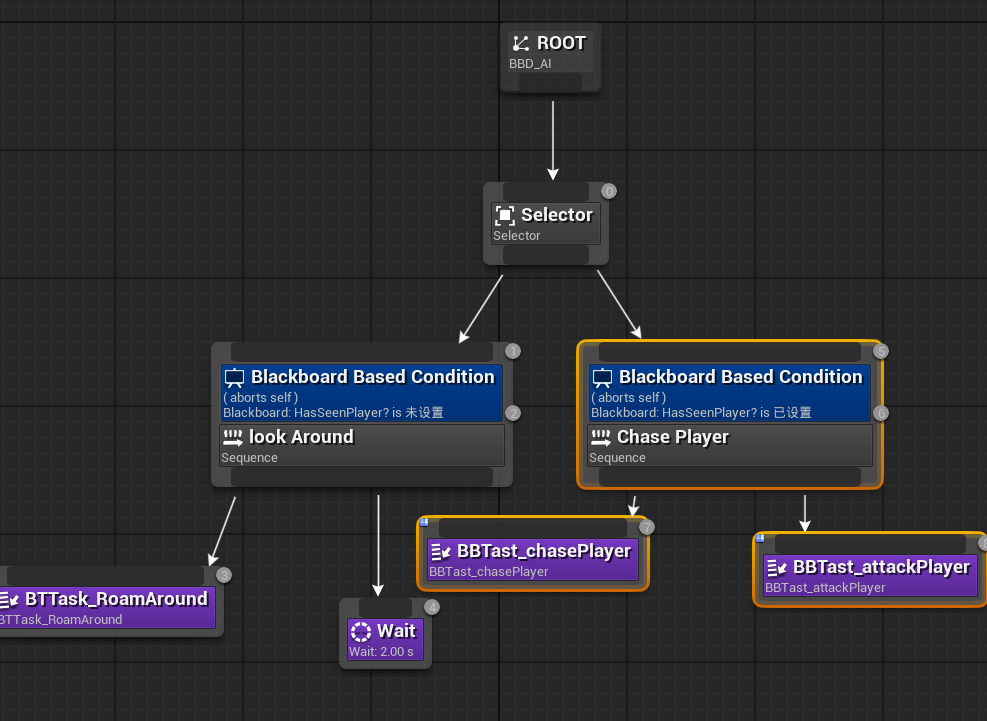 ROOT
BBD_AI
0
Selector
Selector
1
Blackboard Based Condition
( aborts self )
Blackboard: HasSeenPlayer? is 未设置
2
look Around
Sequence
5
Blackboard Based Condition
( aborts self )
Blackboard: HasSeenPlayer? is 已设置
6
Chase Player
Sequence
7
BBTast_chasePlayer
BBTast_chasePlayer
8
BBTast_attackPlayer
BBTast_attackPlayer
3
BTTask_RoamAround
BTTask_RoamAround
4
Wait
Wait: 2.00 s